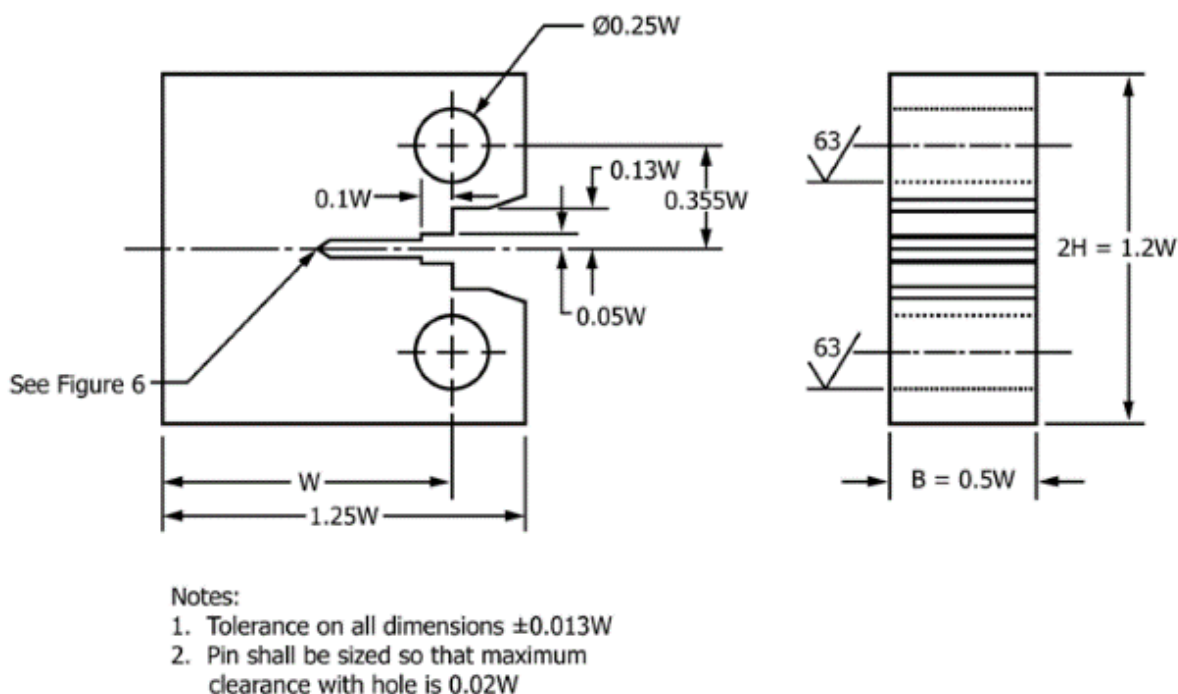 Ø0.25W
63
0.13W
0.1W
0.355W
2H = 1.2W
0.05W
63
See Figure 6
W
B = 0.5W
1.25W
Notes:
1. Tolerance on all dimensions ±0.013W
2. Pin shall be sized so that maximum
clearance with hole is 0.02W